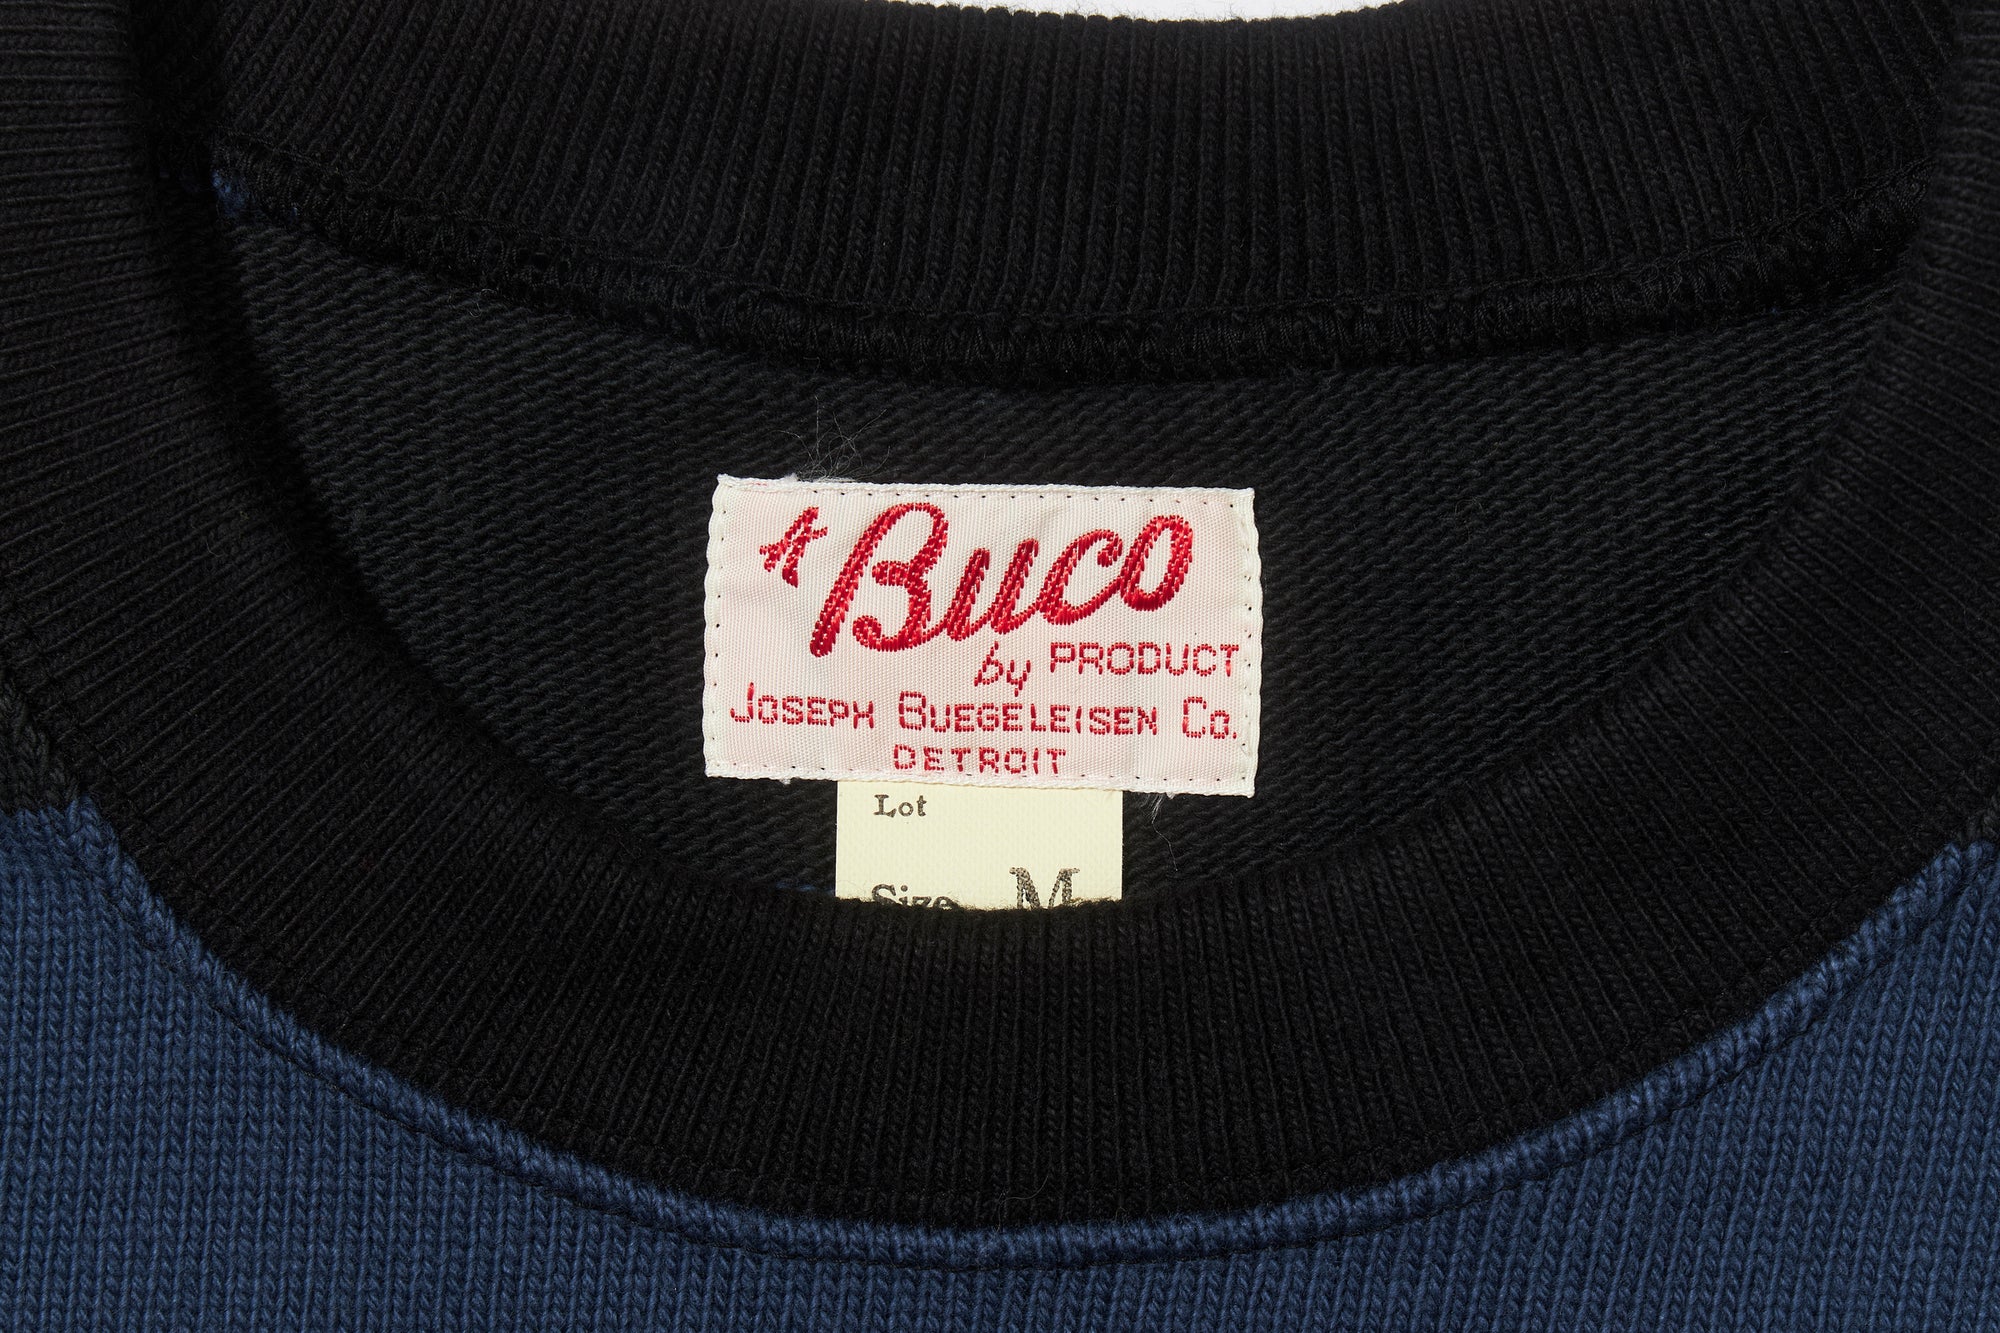 A Buco
by PRODUCT
JOSEPH BUEGELEISEN CO.
DETROIT
Lot
Size M